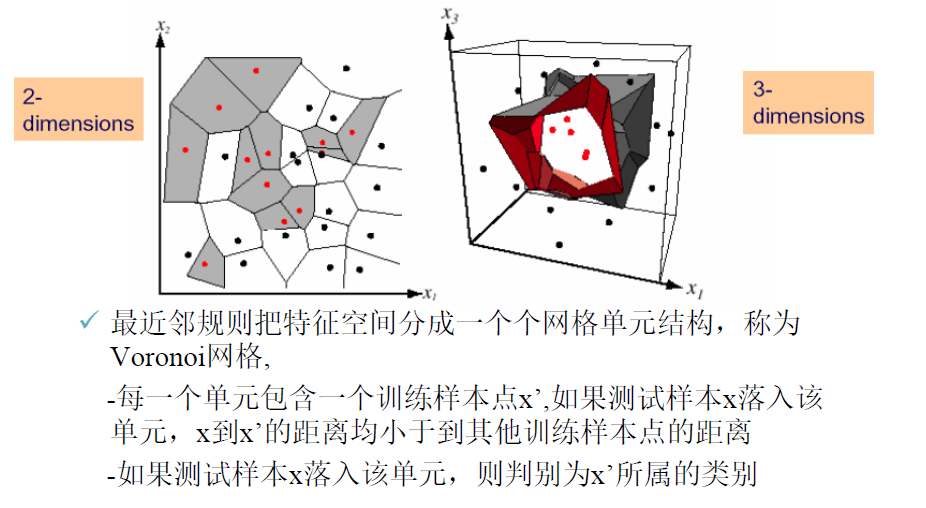 x₂
2-
dimensions
x₁
x₃
3-
dimensions
x₁
✓ 最近邻规则把特征空间分成一个个网格单元结构，称为
Voronoi网格,
-每一个单元包含一个训练样本点x’,如果测试样本x落入该
单元，x到x’的距离均小于到其他训练样本点的距离
-如果测试样本x落入该单元，则判别为x’所属的类别